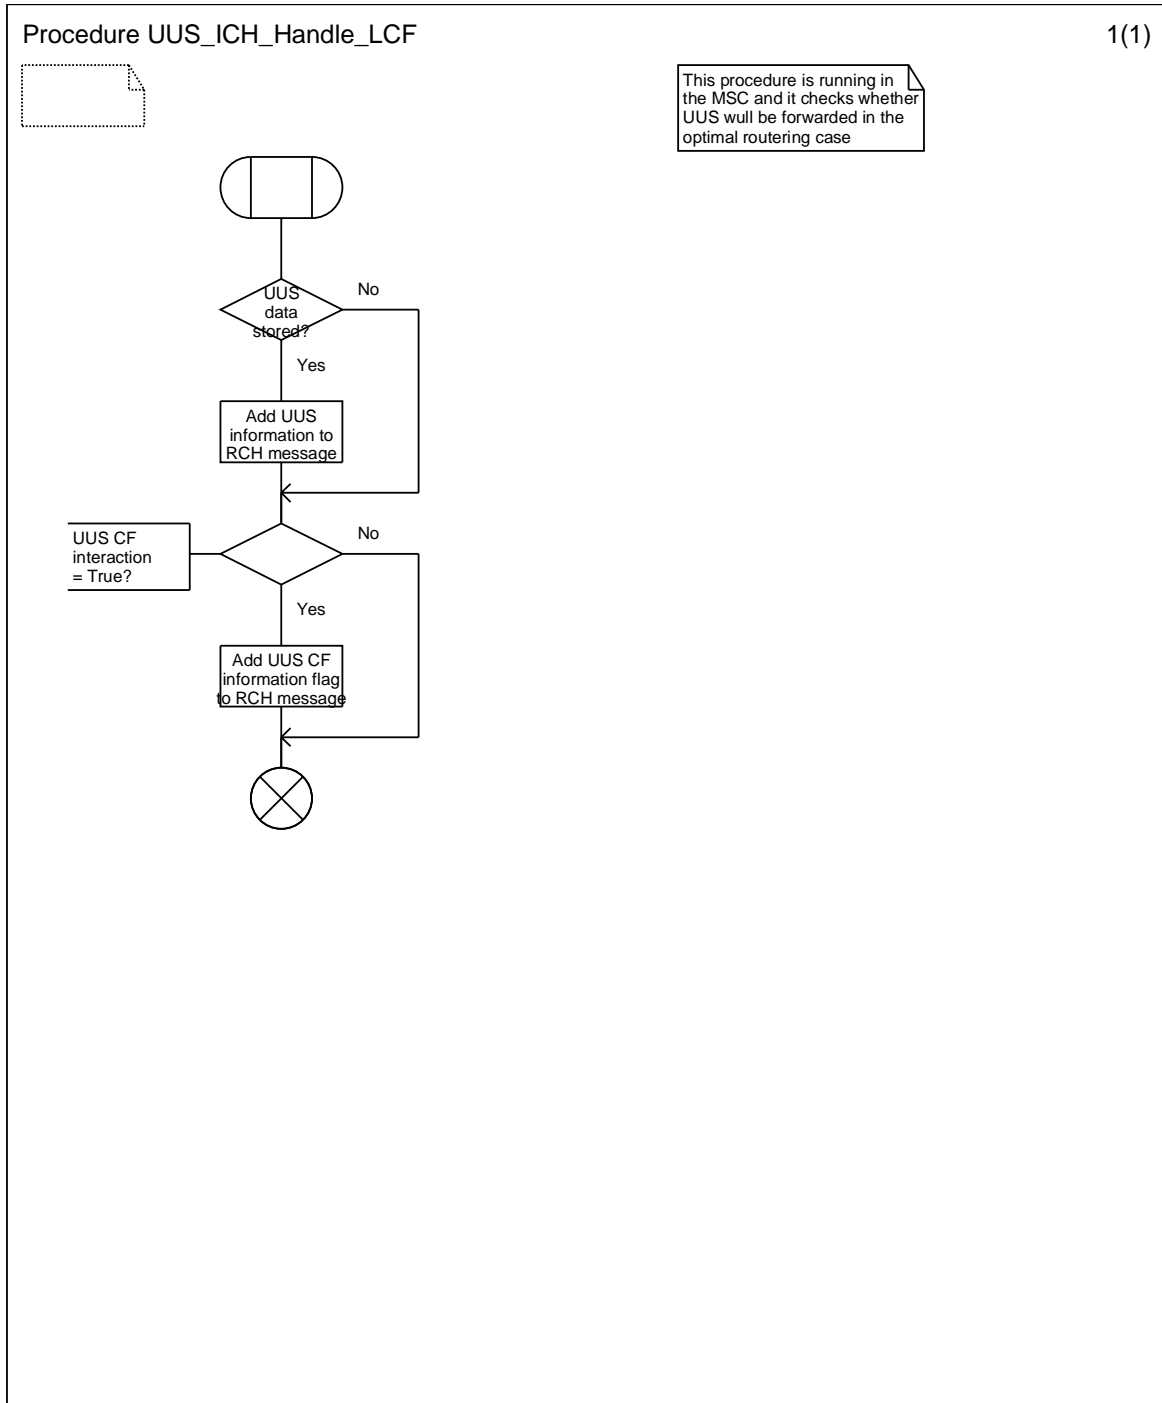 Procedure UUS_ICH_Handle_LCF
1(1)
This procedure is running in
the MSC and it checks whether
UUS wull be forwarded in the
optimal routering case
UUS
data
stored?
No
Yes
Add UUS
information to
RCH message
UUS CF
interaction
= True?
No
Yes
Add UUS CF
information flag
to RCH message